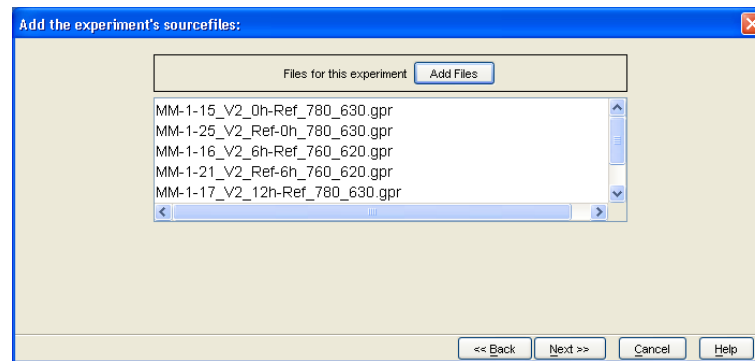 Add the experiment's sourcefiles:
Files for this experiment Add Files
MM-1-15_V2_0h-Ref_780_630.gpr
MM-1-25_V2_Ref-0h_780_630.gpr
MM-1-16_V2_6h-Ref_760_620.gpr
MM-1-21_V2_Ref-6h_760_620.gpr
MM-1-17_V2_12h-Ref_780_630.gpr
<< Back Next >> Cancel Help